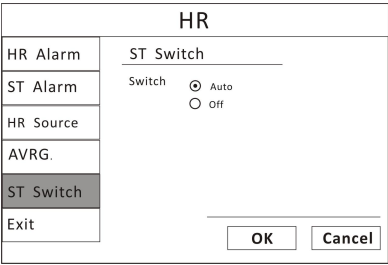 HR
HR Alarm
ST Alarm
HR Source
AVRG.
ST Switch
Exit
ST Switch
Switch
Auto
Off
OK
Cancel